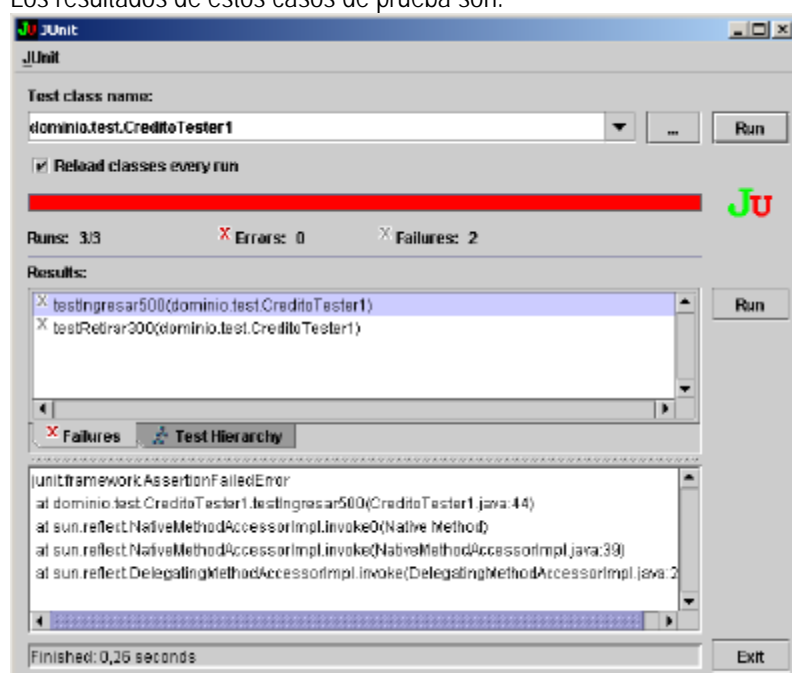 Los resultados de estos casos de prueba son:
JU JUnit
JUnit
Test class name:
dominio.test.CreditoTester1
...
Run
Reload classes every run
JU
Runs: 3/3
X Errors: 0
X Failures: 2
Results:
X testIngresar500(dominio.test.CreditoTester1)
X testRetirar300(dominio.test.CreditoTester1)
Run
X Failures
Test Hierarchy
junit.framework.AssertionFailedError
at dominio.test.CreditoTester1.testIngresar500(CreditoTester1.java:44)
at sun.reflect.NativeMethodAccessorImpl.invoke0(Native Method)
at sun.reflect.NativeMethodAccessorImpl.invoke(NativeMethodAccessorImpl.java:39)
at sun.reflect.DelegatingMethodAccessorImpl.invoke(DelegatingMethodAccessorImpl.java:2
Finished: 0,26 seconds
Exit